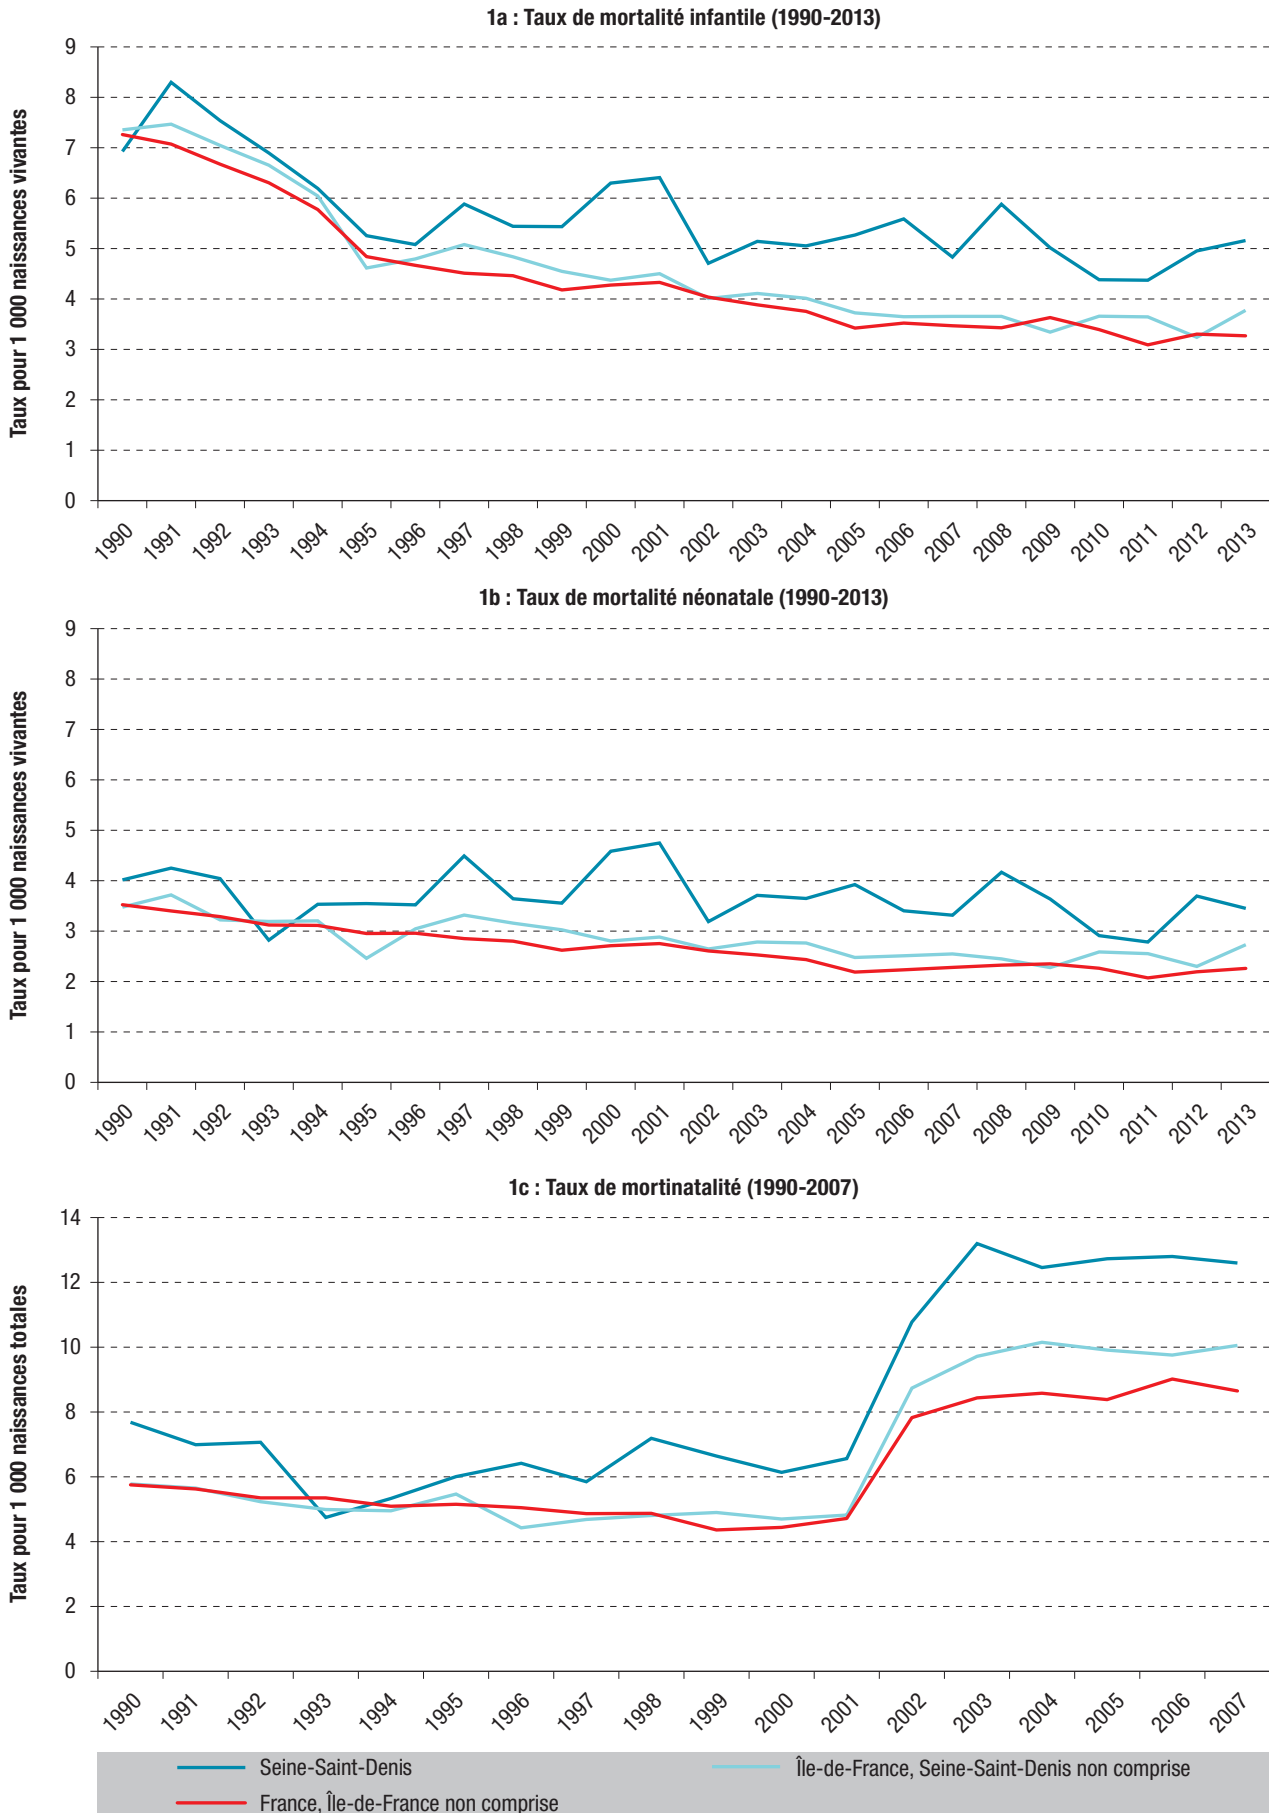 1a : Taux de mortalité infantile (1990-2013)
Taux pour 1 000 naissances vivantes
9
8
7
6
5
4
3
2
1
0
1990 1991 1992 1993 1994 1995 1996 1997 1998 1999 2000 2001 2002 2003 2004 2005 2006 2007 2008 2009 2010 2011 2012 2013
1b : Taux de mortalité néonatale (1990-2013)
Taux pour 1 000 naissances vivantes
9
8
7
6
5
4
3
2
1
0
1990 1991 1992 1993 1994 1995 1996 1997 1998 1999 2000 2001 2002 2003 2004 2005 2006 2007 2008 2009 2010 2011 2012 2013
1c : Taux de mortinatalité (1990-2007)
Taux pour 1 000 naissances totales
14
12
10
8
6
4
2
0
1990 1991 1992 1993 1994 1995 1996 1997 1998 1999 2000 2001 2002 2003 2004 2005 2006 2007
Seine-Saint-Denis
Île-de-France, Seine-Saint-Denis non comprise
France, Île-de-France non comprise